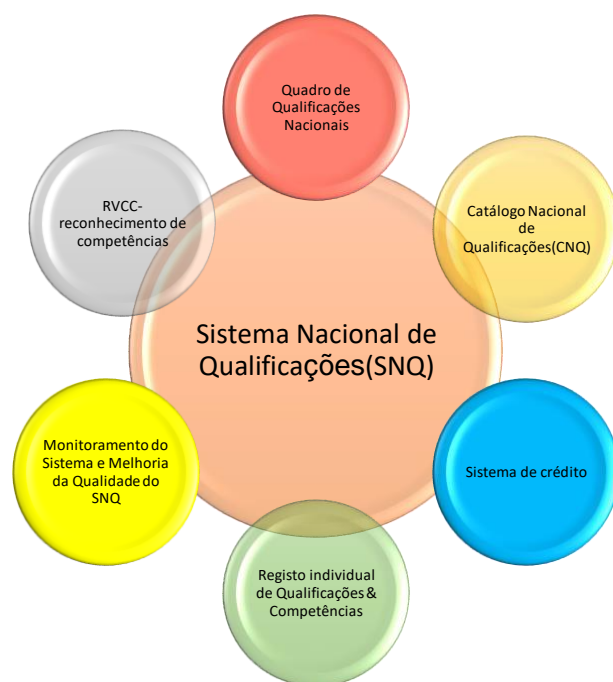 Quadro de
Qualificações
Nacionais
RVCC-
reconhecimento de
competências
Catálogo Nacional
de
Qualificações(CNQ)
Sistema Nacional de
Qualificações(SNQ)
Monitoramento do
Sistema e Melhoria
da Qualidade do
SNQ
Sistema de crédito
Registo individual
de Qualificações &
Competências